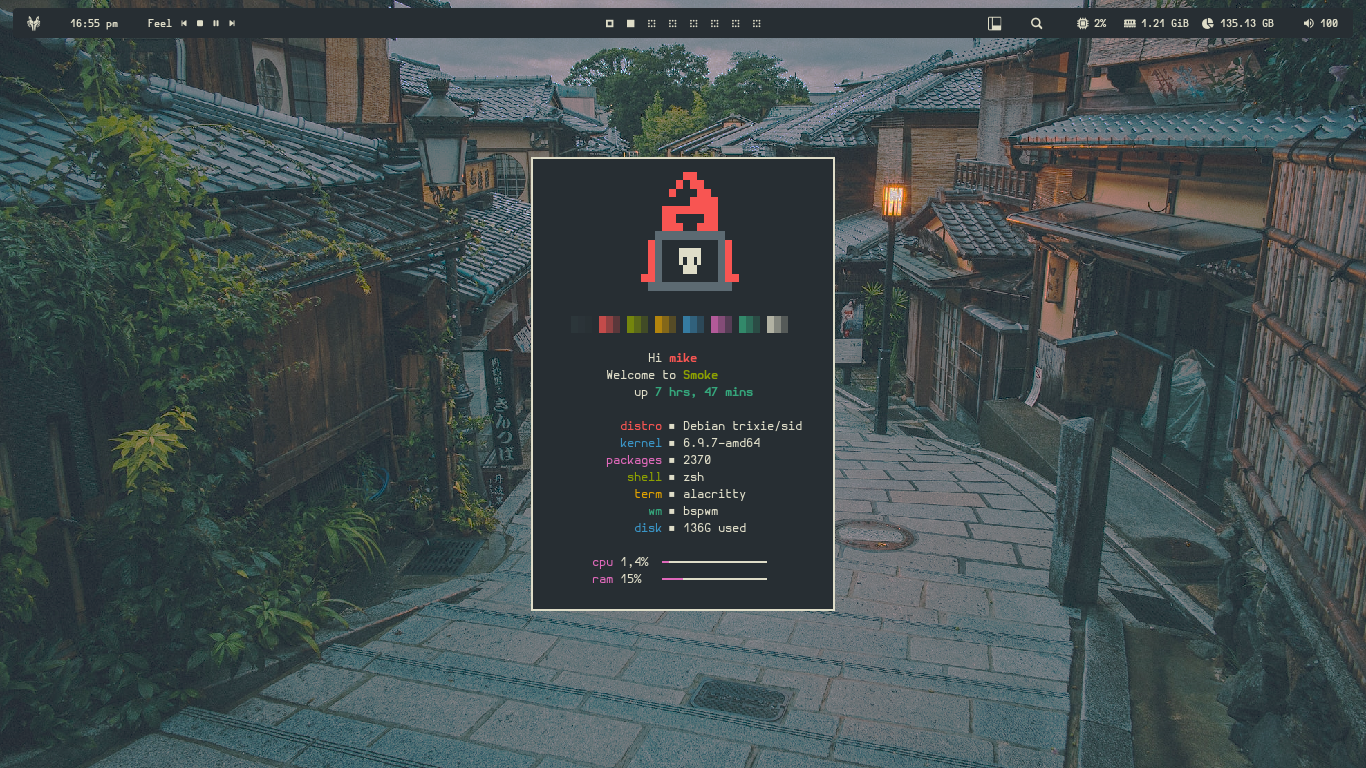 16:55 pm Feel 2% 1.21 GiB 135.13 GB 100
Hi mike
Welcome to Smoke
up 7 hrs, 47 mins
distro ▪ Debian trixie/sid
kernel ▪ 6.9.7-amd64
packages ▪ 2370
shell ▪ zsh
term ▪ alacritty
wm ▪ bspwm
disk ▪ 136G used
cpu 1,4%
ram 15%